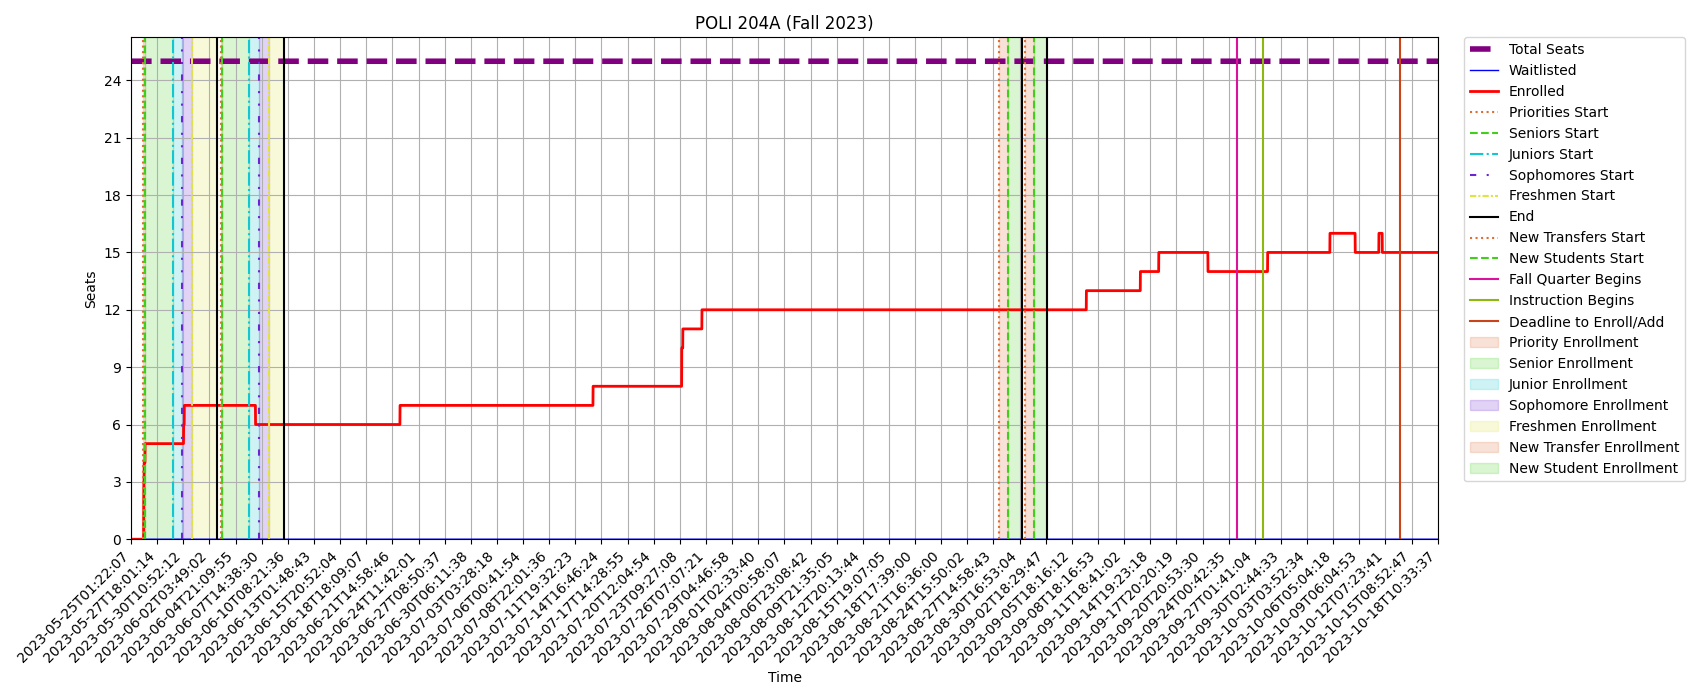 POLI 204A (Fall 2023)
Seats
24
21
18
15
12
9
6
3
0
2023-05-25T01:22:07
2023-05-27T18:01:14
2023-05-30T10:52:12
2023-06-02T03:49:02
2023-06-04T21:09:55
2023-06-07T14:38:30
2023-06-10T08:21:36
2023-06-13T01:48:43
2023-06-15T20:52:04
2023-06-18T18:09:07
2023-06-21T14:58:46
2023-06-24T11:42:01
2023-06-27T08:50:37
2023-06-30T06:11:38
2023-07-03T03:28:18
2023-07-06T00:41:54
2023-07-08T22:01:36
2023-07-11T19:32:23
2023-07-14T16:46:24
2023-07-17T14:28:55
2023-07-20T12:04:54
2023-07-23T09:27:08
2023-07-26T07:07:21
2023-07-29T04:46:58
2023-08-01T02:33:40
2023-08-04T00:58:07
2023-08-06T23:08:42
2023-08-09T21:35:05
2023-08-12T20:13:44
2023-08-15T19:07:05
2023-08-18T17:39:00
2023-08-21T16:36:00
2023-08-24T15:50:02
2023-08-27T14:58:43
2023-08-30T16:53:04
2023-09-02T18:29:47
2023-09-05T18:16:12
2023-09-08T18:16:53
2023-09-11T18:41:02
2023-09-14T19:23:18
2023-09-17T20:20:19
2023-09-20T20:53:30
2023-09-24T00:42:35
2023-09-27T01:41:04
2023-09-30T02:44:33
2023-10-03T03:52:34
2023-10-06T05:04:18
2023-10-09T06:04:53
2023-10-12T07:23:41
2023-10-15T08:52:47
2023-10-18T10:33:37
Time
Total Seats
Waitlisted
Enrolled
Priorities Start
Seniors Start
Juniors Start
Sophomores Start
Freshmen Start
End
New Transfers Start
New Students Start
Fall Quarter Begins
Instruction Begins
Deadline to Enroll/Add
Priority Enrollment
Senior Enrollment
Junior Enrollment
Sophomore Enrollment
Freshmen Enrollment
New Transfer Enrollment
New Student Enrollment